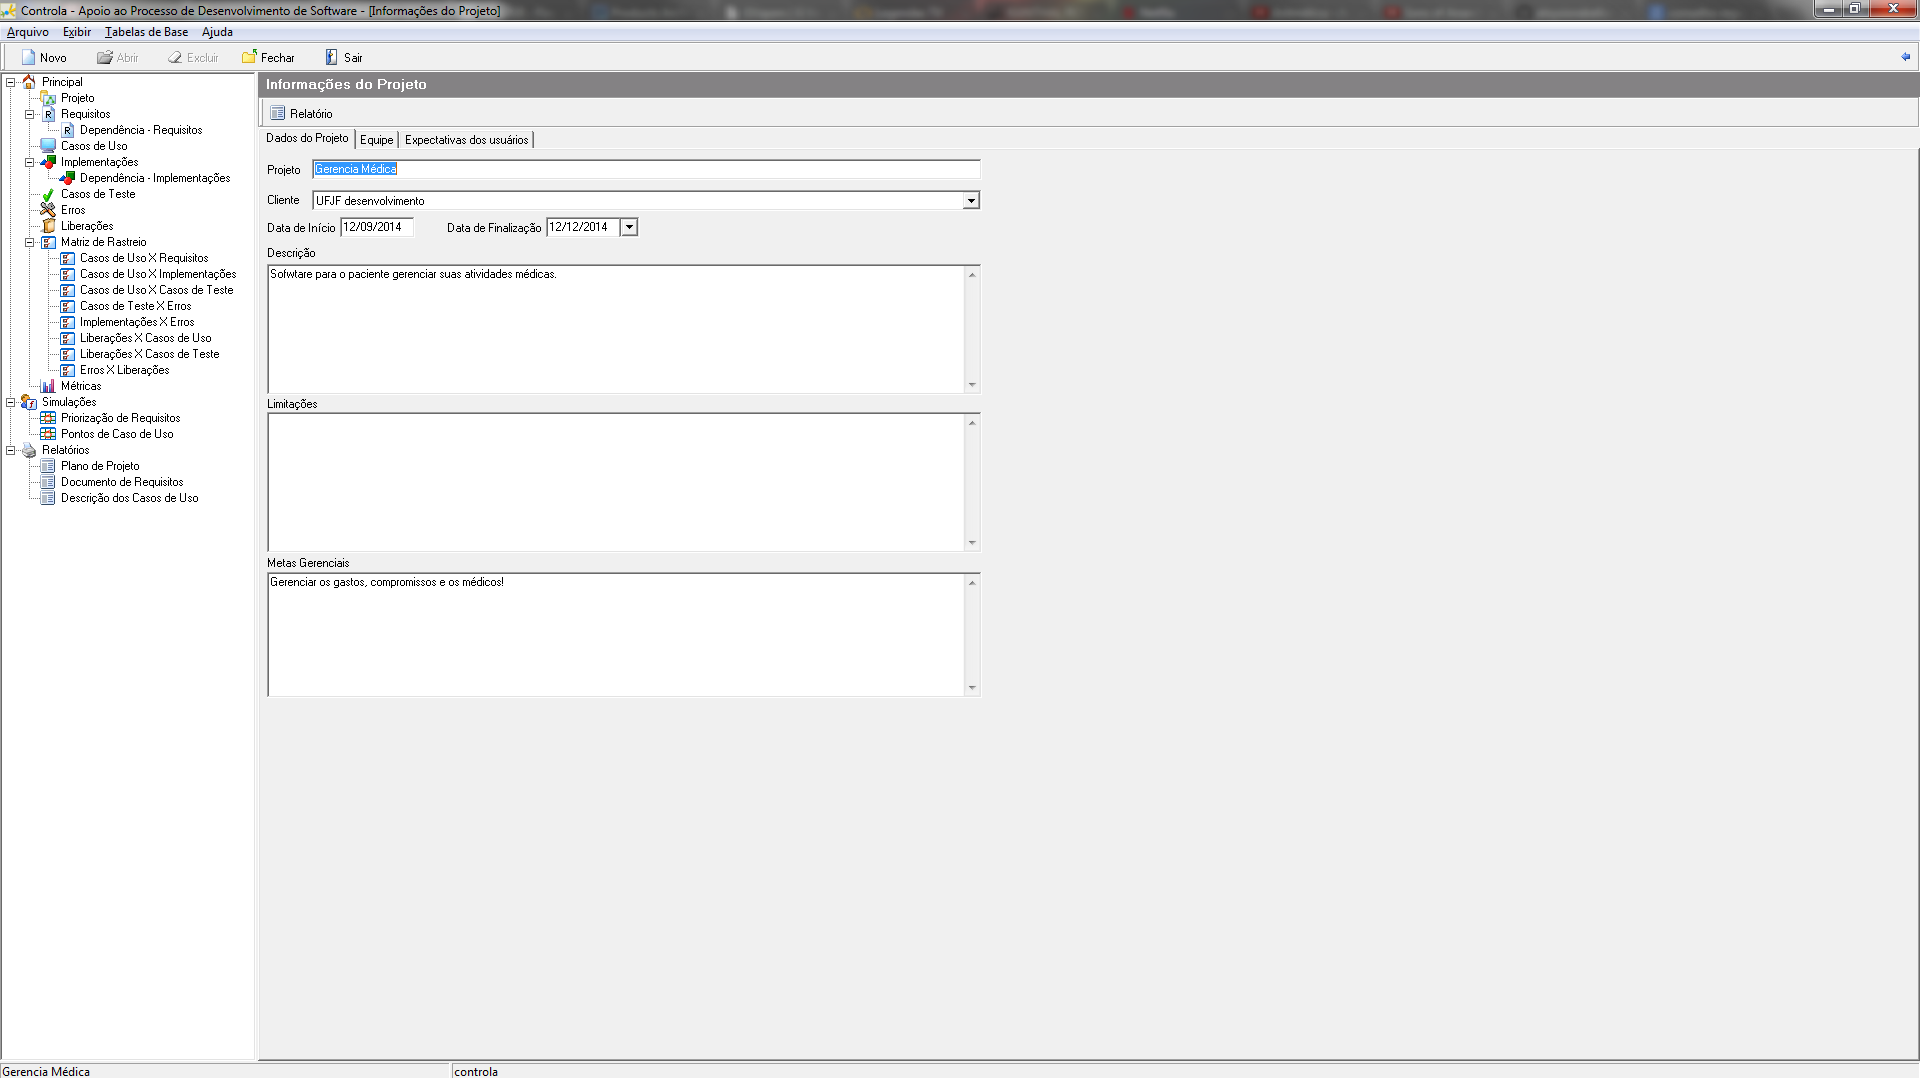 Controla - Apoio ao Processo de Desenvolvimento de Software - [Informações do Projeto]
Arquivo Exibir Tabelas de Base Ajuda
Novo Abrir Excluir Fechar Sair
Principal
Projeto
Requisitos
Dependência - Requisitos
Casos de Uso
Implementações
Dependência - Implementações
Casos de Teste
Erros
Liberações
Matriz de Rastreio
Casos de Uso X Requisitos
Casos de Uso X Implementações
Casos de Uso X Casos de Teste
Casos de Teste X Erros
Implementações X Erros
Liberações X Casos de Uso
Liberações X Casos de Teste
Erros X Liberações
Métricas
Simulações
Priorização de Requisitos
Pontos de Caso de Uso
Relatórios
Plano de Projeto
Documento de Requisitos
Descrição dos Casos de Uso
Informações do Projeto
Relatório
Dados do Projeto Equipe Expectativas dos usuários
Projeto Gerencia Médica
Cliente UFJF desenvolvimento
Data de Início 12/09/2014 Data de Finalização 12/12/2014
Descrição
Sofwtare para o paciente gerenciar suas atividades médicas.
Limitações
Metas Gerenciais
Gerenciar os gastos, compromissos e os médicos!
Gerencia Médica controla